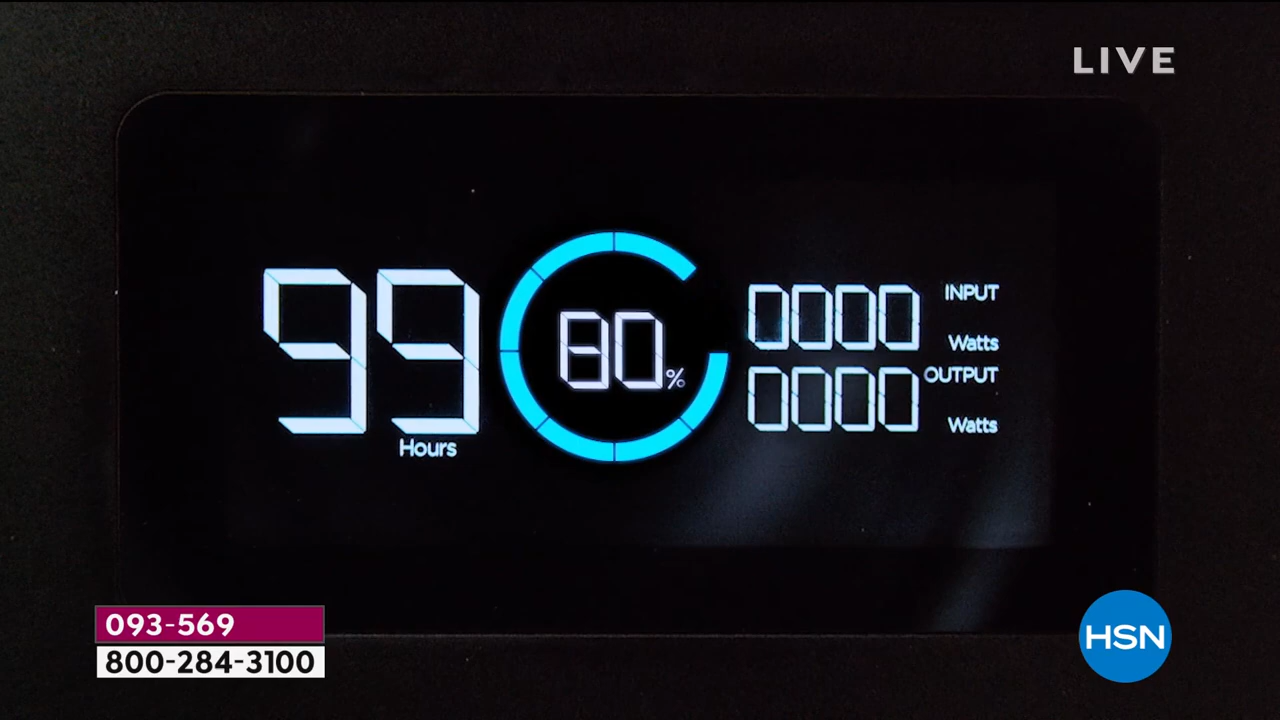 LIVE
99
Hours
80%
0000 INPUT
Watts
0000 OUTPUT
Watts
093-569
800-284-3100
HSN